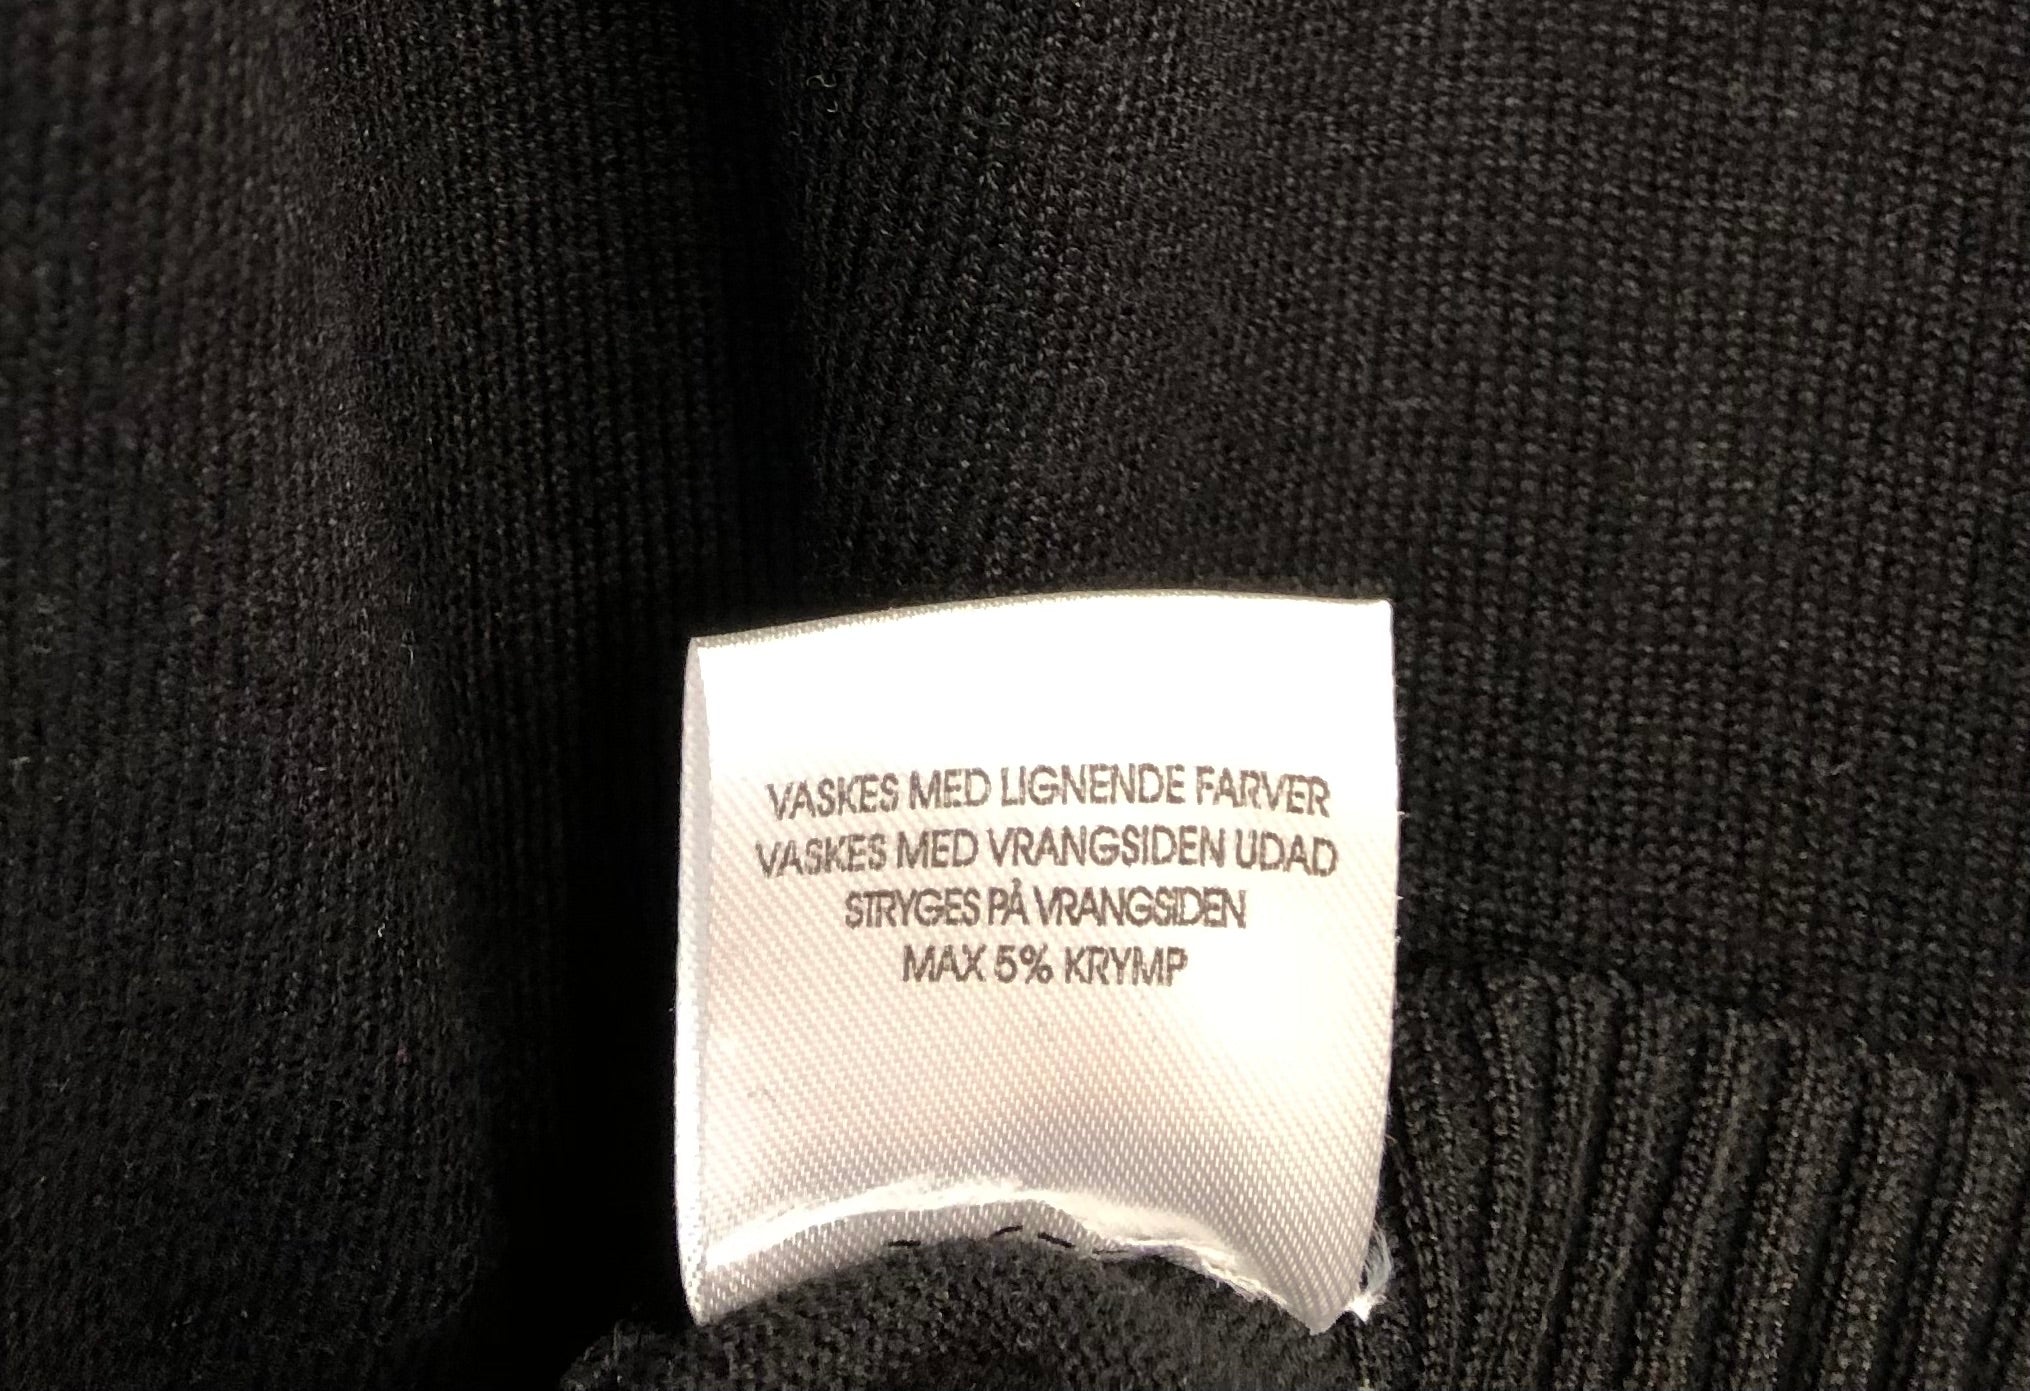 VASKES MED LIGNENDE FARVER
VASKES MED VRANGSIDEN UDAD
STRYGES PÅ VRANGSIDEN
MAX 5% KRYMP